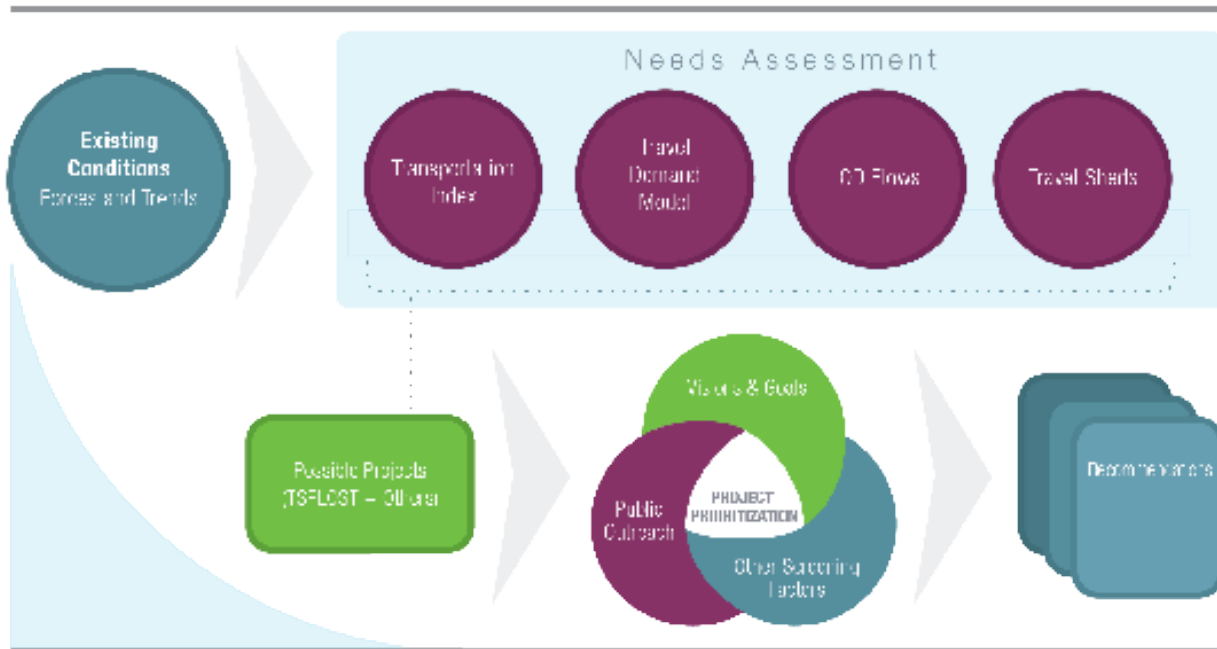 Needs Assessment
Existing
Conditions
Forces and Trends
Transportation
Index
Travel
Demand
Model
OD Flows
Travel Sheds
Visions & Goals
Possible Projects
(TSPLOST – Others)
Public
Outreach
PROJECT
PRIORITIZATION
Other Screening
Factors
Recommendations